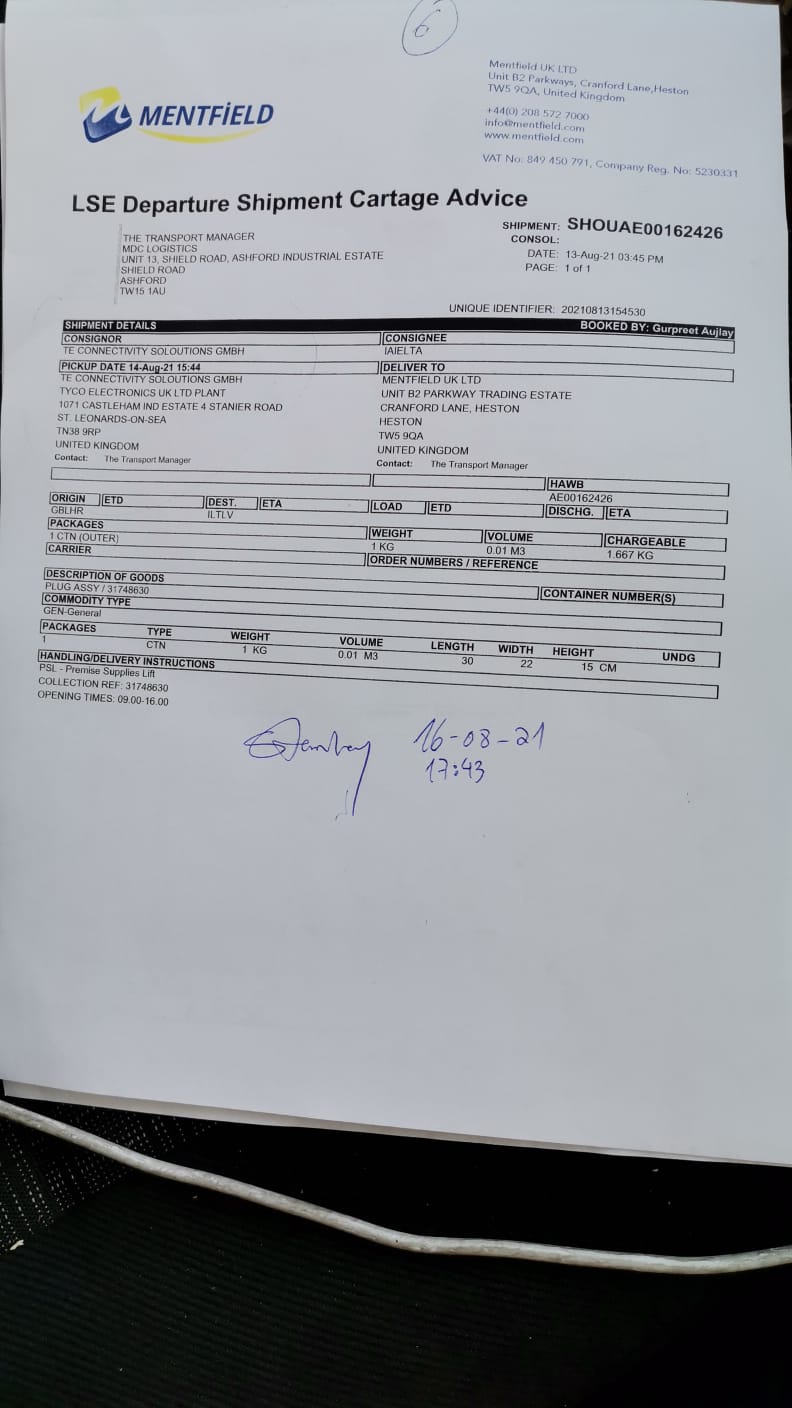 6
Mentfield UK LTD
Unit B2 Parkways, Cranford Lane,Heston
TW5 9QA, United Kingdom
+44(0) 208 572 7000
info@mentfield.com
www.mentfield.com
VAT No: 849 450 791, Company Reg. No: 5230331
MENTFiELD
LSE Departure Shipment Cartage Advice
THE TRANSPORT MANAGER
MDC LOGISTICS
UNIT 13, SHIELD ROAD, ASHFORD INDUSTRIAL ESTATE
SHIELD ROAD
ASHFORD
TW15 1AU
SHIPMENT: SHOUAE00162426
CONSOL:
DATE: 13-Aug-21 03:45 PM
PAGE: 1 of 1
UNIQUE IDENTIFIER: 20210813154530
SHIPMENT DETAILS BOOKED BY: Gurpreet Aujlay
CONSIGNOR CONSIGNEE
TE CONNECTIVITY SOLOUTIONS GMBH IAIELTA
PICKUP DATE 14-Aug-21 15:44 DELIVER TO
TE CONNECTIVITY SOLOUTIONS GMBH MENTFIELD UK LTD
TYCO ELECTRONICS UK LTD PLANT UNIT B2 PARKWAY TRADING ESTATE
1071 CASTLEHAM IND ESTATE 4 STANIER ROAD CRANFORD LANE, HESTON
ST. LEONARDS-ON-SEA HESTON
TN38 9RP TW5 9QA
UNITED KINGDOM UNITED KINGDOM
Contact: The Transport Manager Contact: The Transport Manager
HAWB
AE00162426
ORIGIN ETD DEST. ETA LOAD ETD DISCHG. ETA
GBLHR ILTLV
PACKAGES WEIGHT VOLUME CHARGEABLE
1 CTN (OUTER) 1 KG 0.01 M3 1.667 KG
CARRIER ORDER NUMBERS / REFERENCE
DESCRIPTION OF GOODS CONTAINER NUMBER(S)
PLUG ASSY / 31748630
COMMODITY TYPE
GEN-General
PACKAGES TYPE WEIGHT VOLUME LENGTH WIDTH HEIGHT UNDG
1 CTN 1 KG 0.01 M3 30 22 15 CM
HANDLING/DELIVERY INSTRUCTIONS
PSL - Premise Supplies Lift
COLLECTION REF: 31748630
OPENING TIMES: 09.00-16.00
16-08-21
17:43